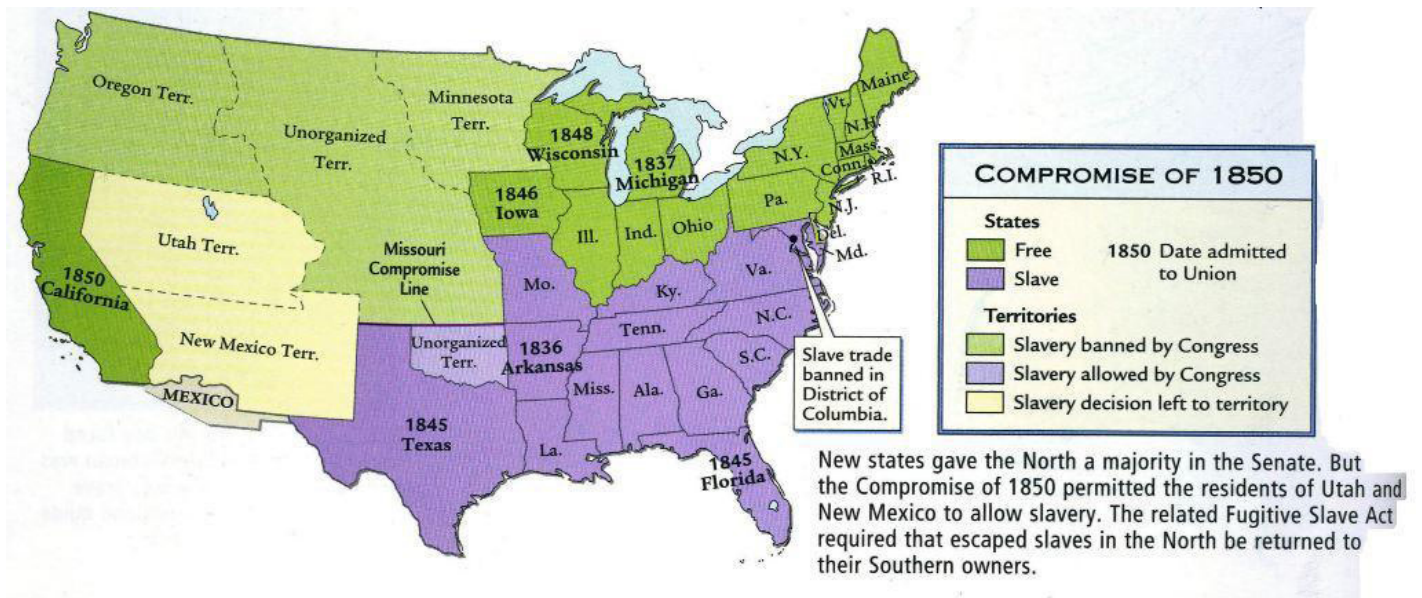 Oregon Terr.
Unorganized
Terr.
Minnesota
Terr.
1848
Wisconsin
1837
Michigan
1846
Iowa
Maine
Vt.
N.H.
Mass.
Conn.
R.I.
N.Y.
Pa.
N.J.
Del.
Md.
Ill.
Ind.
Ohio
Utah Terr.
1850
California
New Mexico Terr.
MEXICO
Missouri
Compromise
Line
Mo.
Ky.
Va.
N.C.
Tenn.
S.C.
Unorganized
Terr.
1836
Arkansas
Miss.
Ala.
Ga.
La.
1845
Texas
1845
Florida
Slave trade
banned in
District of
Columbia.
COMPROMISE OF 1850
States
Free
Slave
1850 Date admitted
to Union
Territories
Slavery banned by Congress
Slavery allowed by Congress
Slavery decision left to territory
New states gave the North a majority in the Senate. But
the Compromise of 1850 permitted the residents of Utah and
New Mexico to allow slavery. The related Fugitive Slave Act
required that escaped slaves in the North be returned to
their Southern owners.